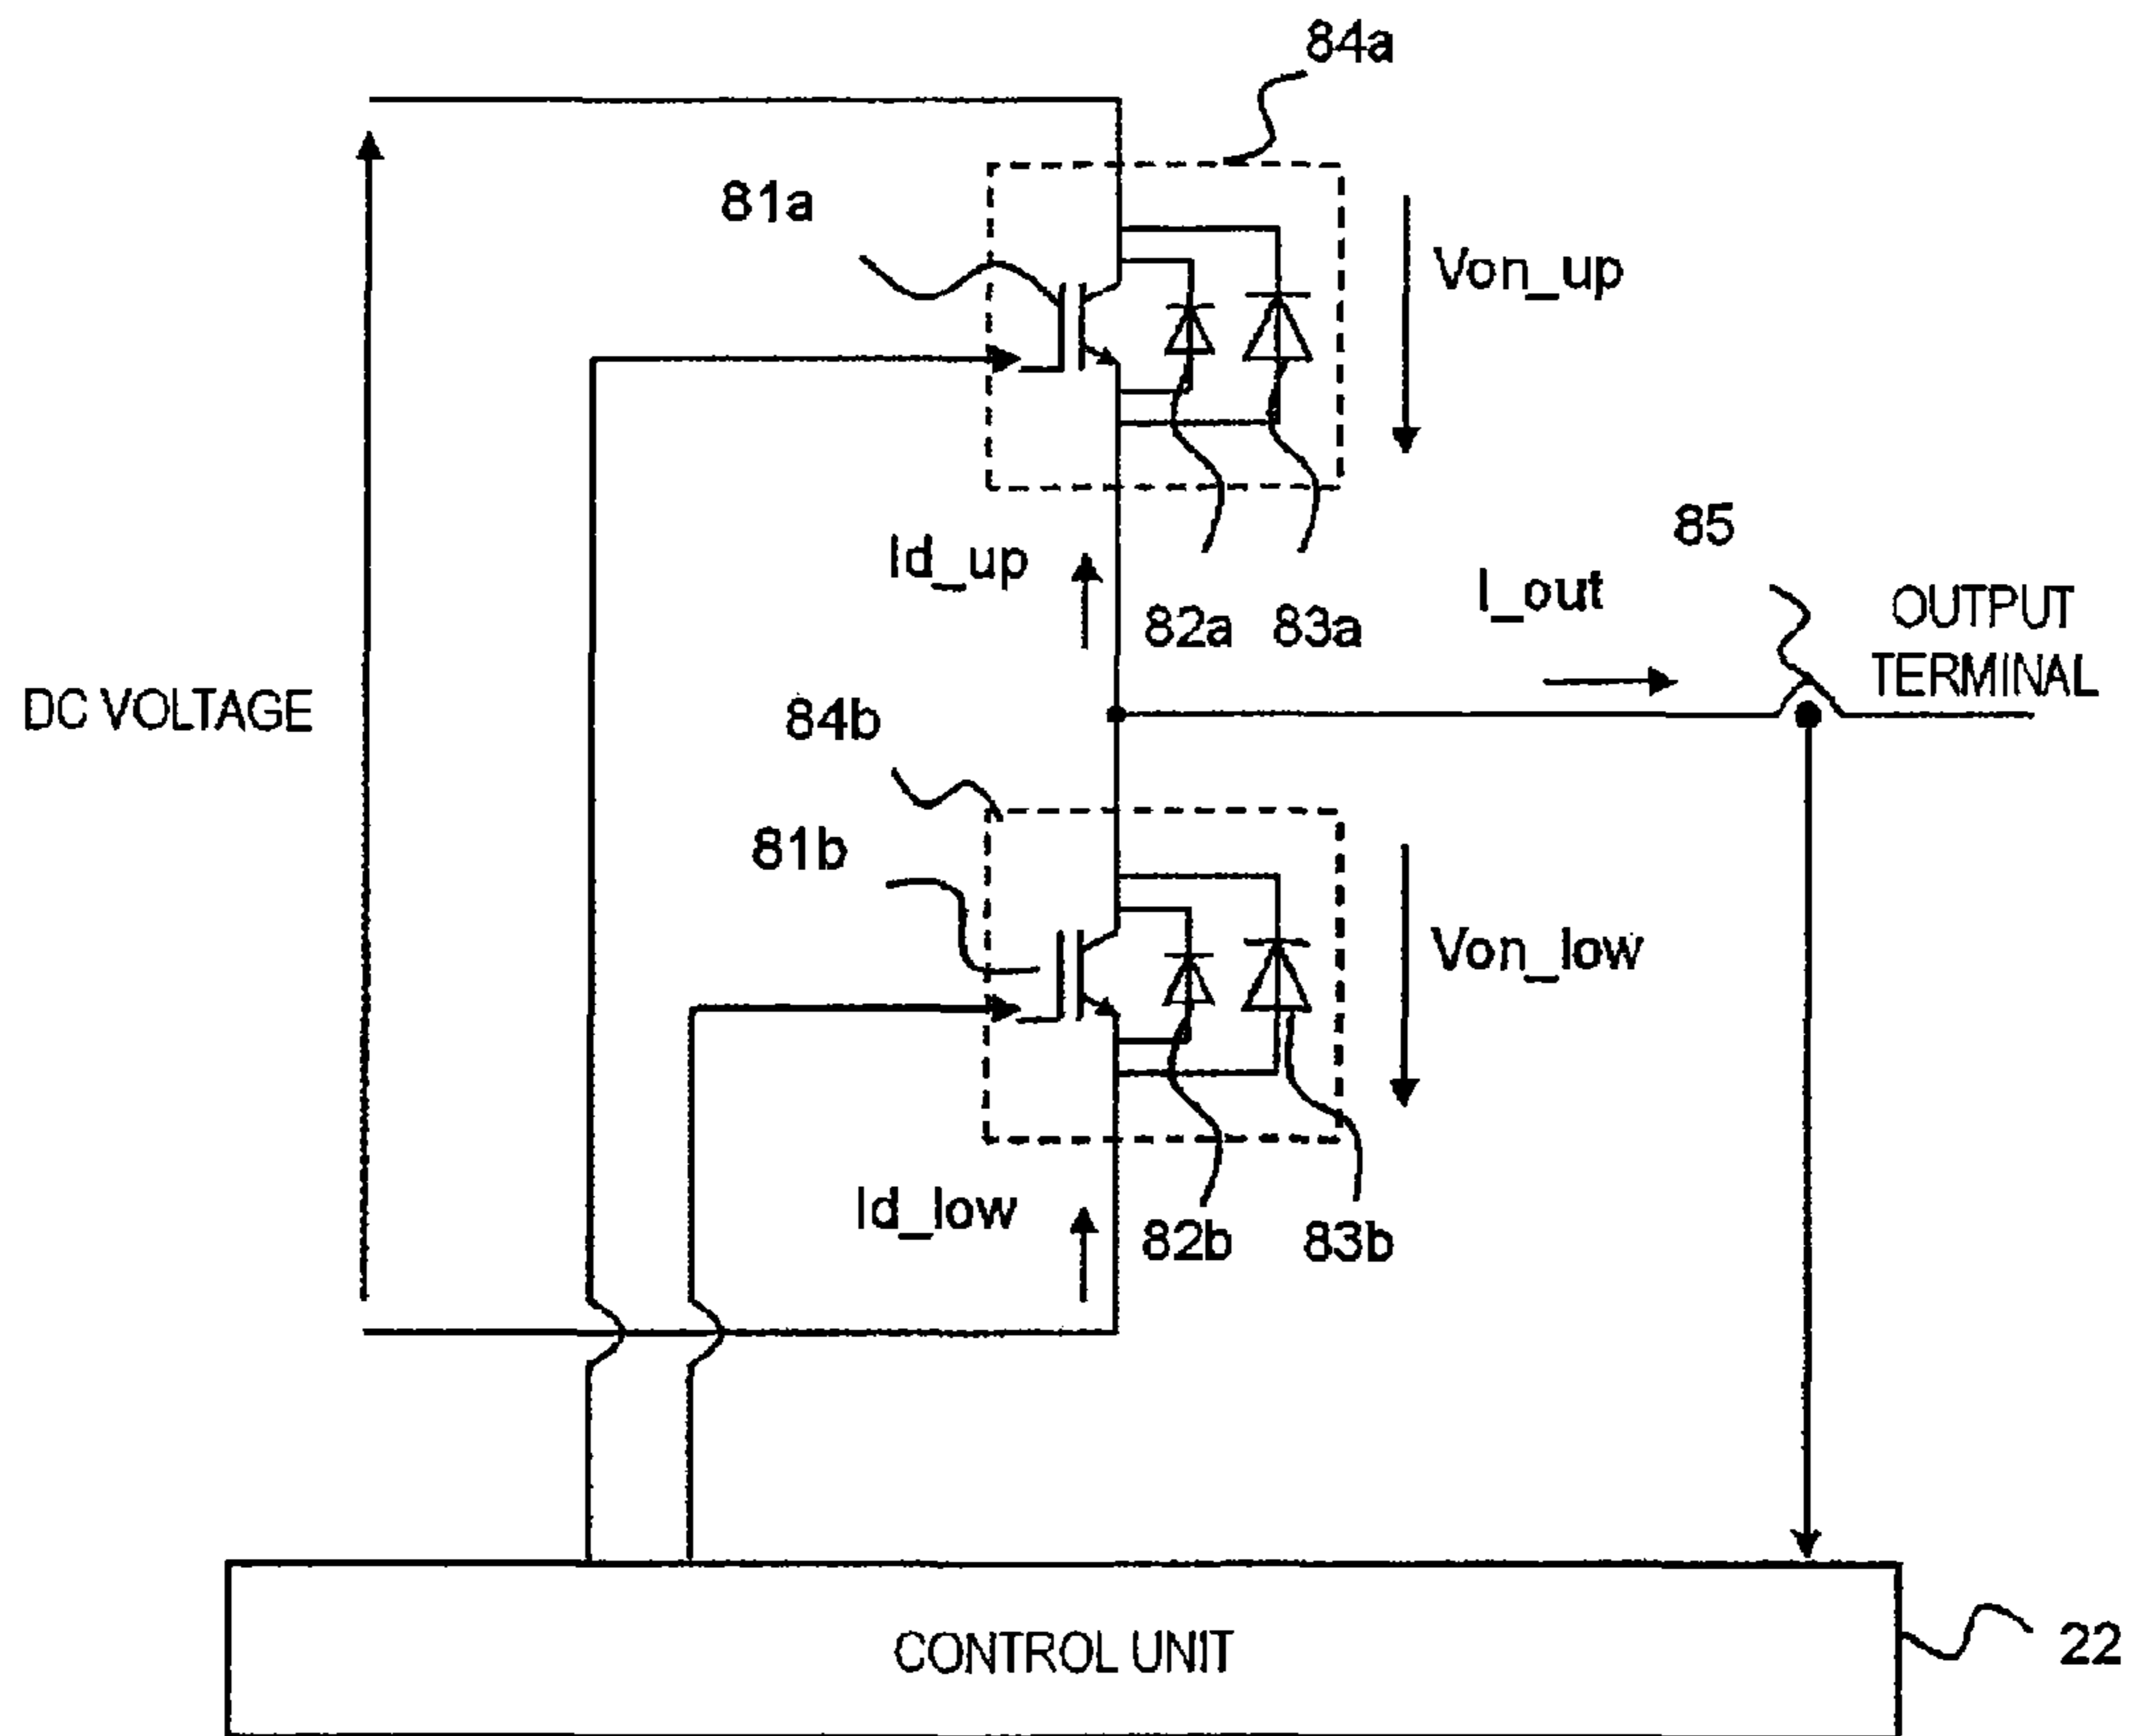 84a
81a
Von_up
85
Id_up
I_out
OUTPUT
TERMINAL
82a
83a
DC VOLTAGE
84b
81b
Von_low
Id_low
82b
83b
CONTROL UNIT
22